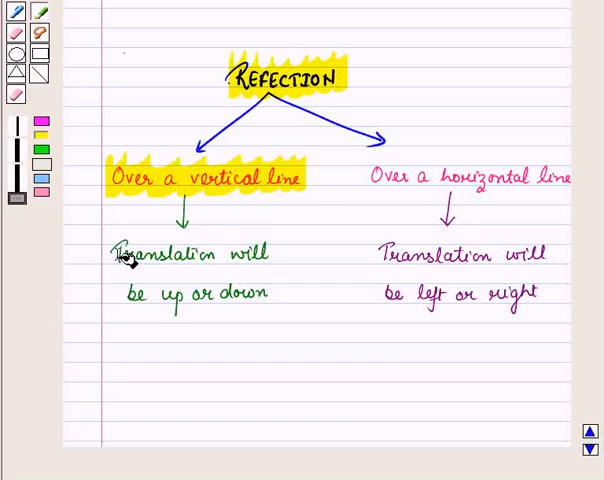 REFECTION
Over a vertical line
Over a horizontal line
Translation will
be up or down
Translation will
be left or right